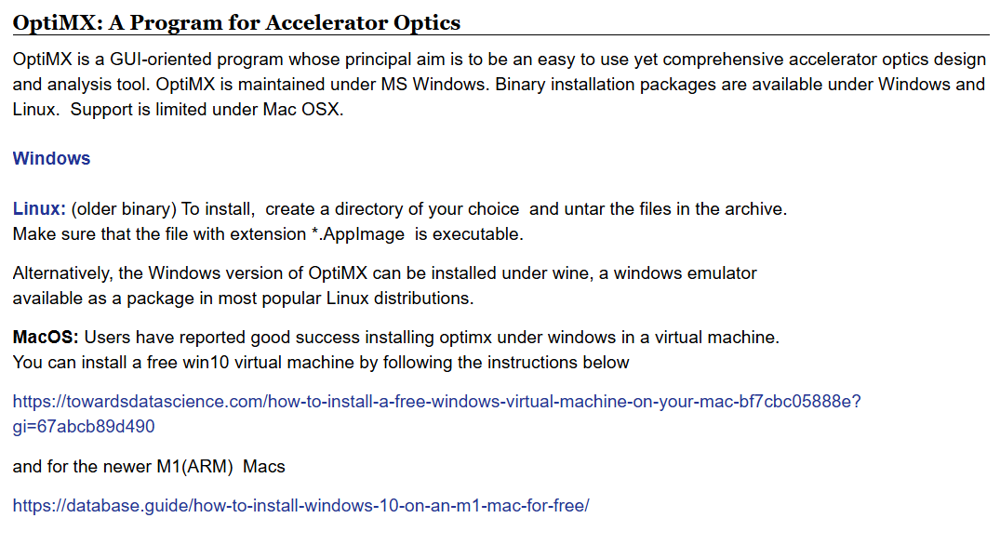 OptiMX: A Program for Accelerator Optics
OptiMX is a GUI-oriented program whose principal aim is to be an easy to use yet comprehensive accelerator optics design
and analysis tool. OptiMX is maintained under MS Windows. Binary installation packages are available under Windows and
Linux.  Support is limited under Mac OSX.
Windows
Linux: (older binary) To install,  create a directory of your choice  and untar the files in the archive.
Make sure that the file with extension *.AppImage  is executable.
Alternatively, the Windows version of OptiMX can be installed under wine, a windows emulator
available as a package in most popular Linux distributions.
MacOS: Users have reported good success installing optimx under windows in a virtual machine.
You can install a free win10 virtual machine by following the instructions below
https://towardsdatascience.com/how-to-install-a-free-windows-virtual-machine-on-your-mac-bf7cbc05888e?
gi=67abcb89d490
and for the newer M1(ARM)  Macs
https://database.guide/how-to-install-windows-10-on-an-m1-mac-for-free/